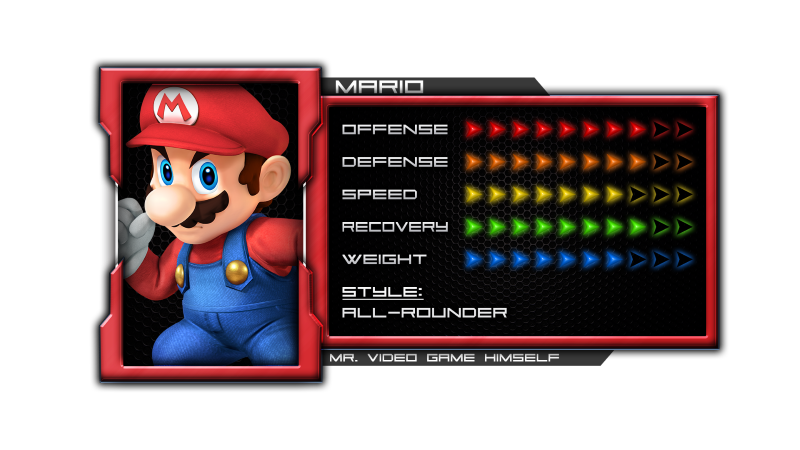 MARIO
M
OFFENSE
DEFENSE
SPEED
RECOVERY
WEIGHT
STYLE:
ALL-ROUNDER
MR. VIDEO GAME HIMSELF